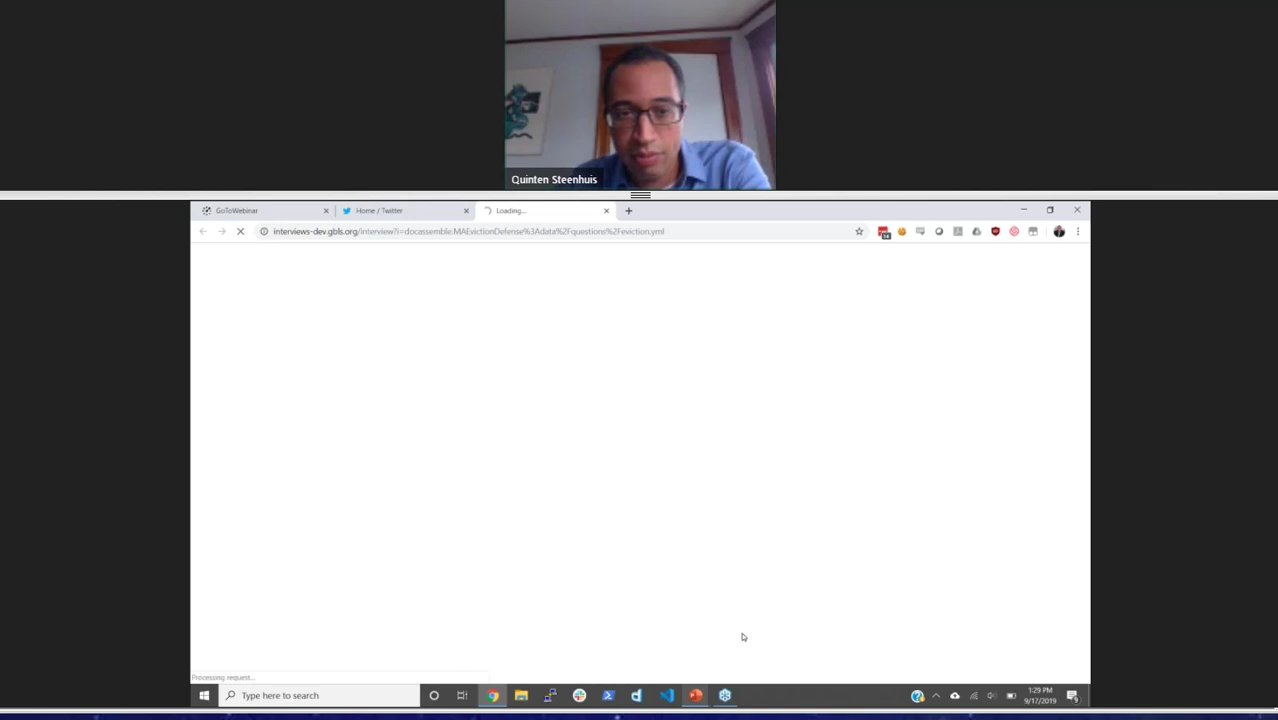 Quinten Steenhuis
GoToWebinar
Home / Twitter
Loading...
interviews-dev.gbls.org/interview?i=docassemble.MAEvictionDefense%3Adata%2Fquestions%2Feviction.yml
14
Processing request...
Type here to search
1:29 PM
9/17/2019